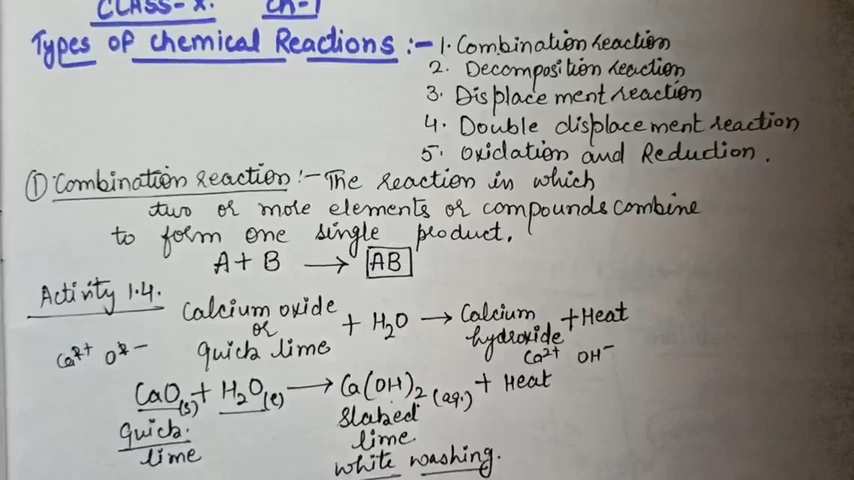 CLASS-X. Ch-1
Types of chemical Reactions :- 1. Combination reaction
2. Decomposition reaction
3. Displacement reaction
4. Double displacement reaction
5. Oxidation and Reduction.
① Combination reaction :- The reaction in which
two or more elements or compounds combine
to form one single product.
A + B → AB
Activity 1.4.
Calcium oxide or quick lime + H₂O → Calcium hydroxide + Heat
Ca²⁺ O²⁻ Ca²⁺ OH⁻
CaO(s) + H₂O(l) → Ca(OH)₂ (aq.) + Heat
quick lime
slaked lime
white washing.